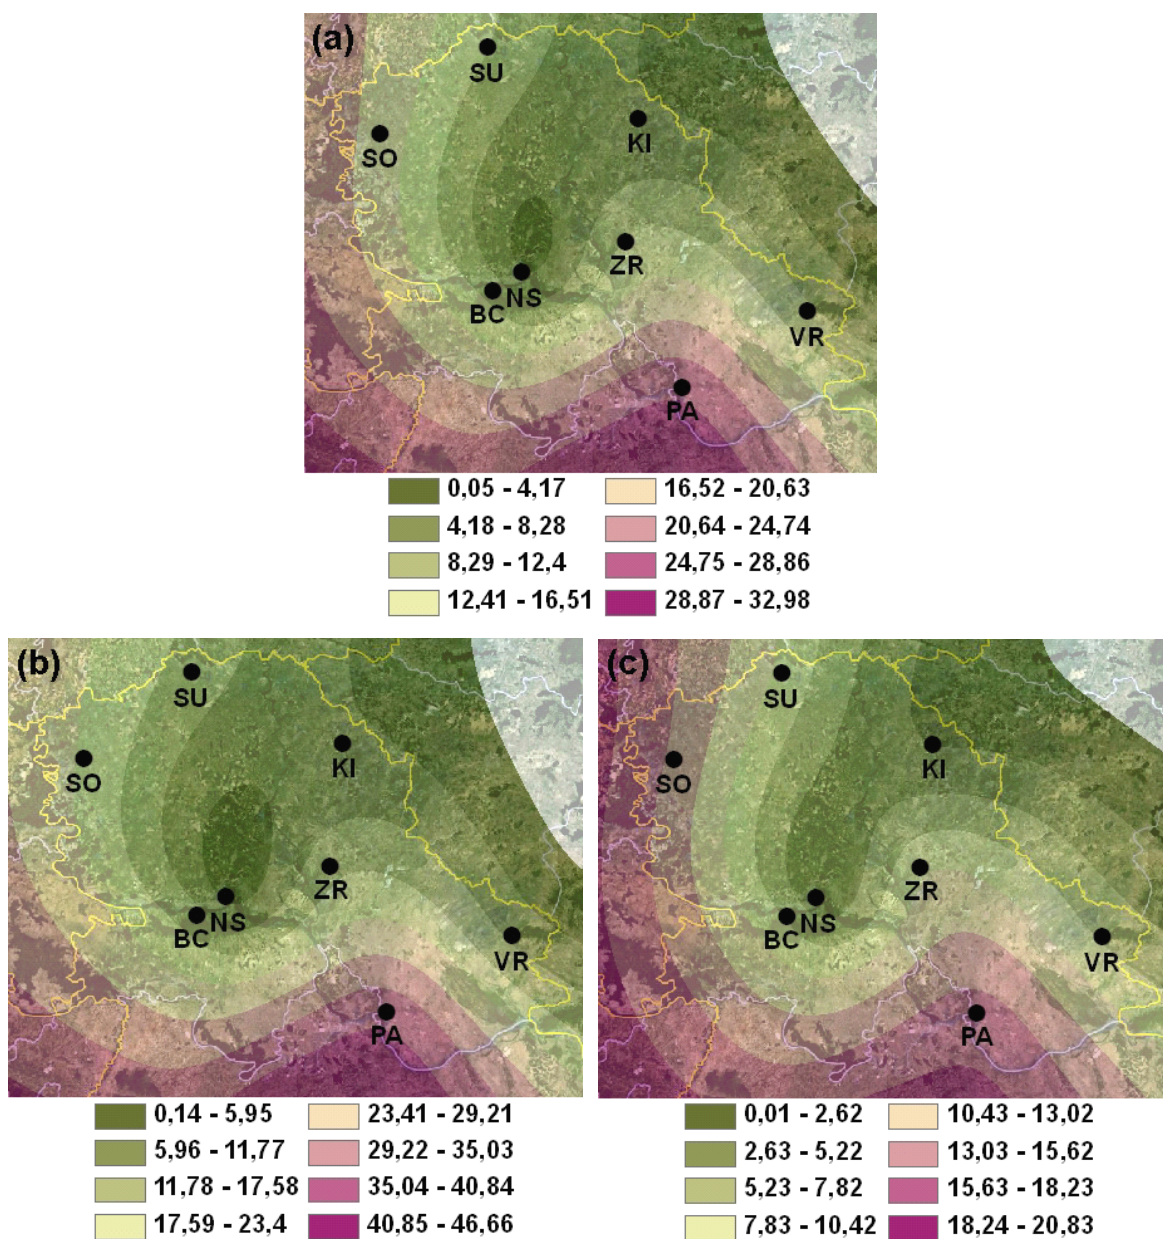 (a)
SU
SO
KI
ZR
NS
BC
VR
PA
0,05 - 4,17
16,52 - 20,63
4,18 - 8,28
20,64 - 24,74
8,29 - 12,4
24,75 - 28,86
12,41 - 16,51
28,87 - 32,98
(b)
SU
SO
KI
ZR
NS
BC
VR
PA
0,14 - 5,95
23,41 - 29,21
5,96 - 11,77
29,22 - 35,03
11,78 - 17,58
35,04 - 40,84
17,59 - 23,4
40,85 - 46,66
(c)
SU
SO
KI
ZR
NS
BC
VR
PA
0,01 - 2,62
10,43 - 13,02
2,63 - 5,22
13,03 - 15,62
5,23 - 7,82
15,63 - 18,23
7,83 - 10,42
18,24 - 20,83